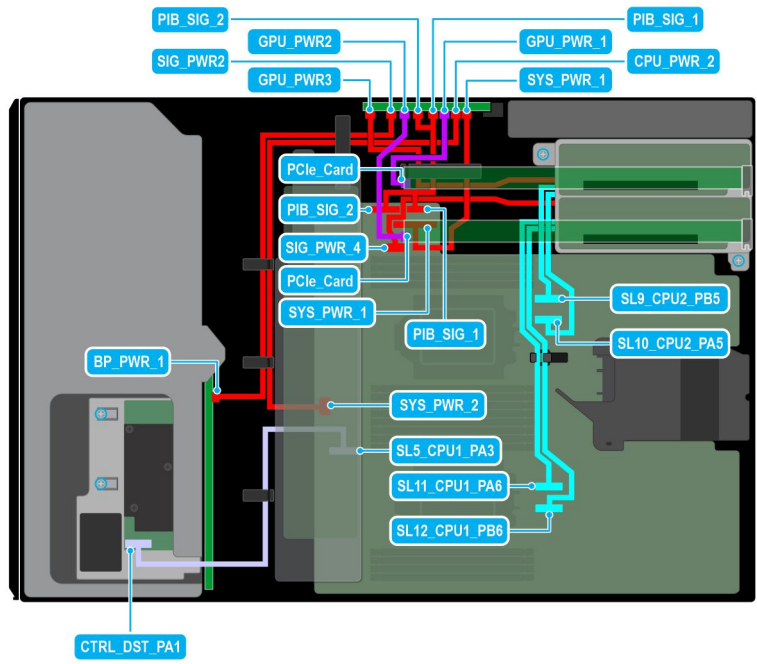 PIB_SIG_2
PIB_SIG_1
GPU_PWR2
GPU_PWR_1
SIG_PWR2
CPU_PWR_2
GPU_PWR3
SYS_PWR_1
PCIe_Card
PIB_SIG_2
SIG_PWR_4
PCIe_Card
SYS_PWR_1
PIB_SIG_1
SL9_CPU2_PB5
SL10_CPU2_PA5
BP_PWR_1
SYS_PWR_2
SL5_CPU1_PA3
SL11_CPU1_PA6
SL12_CPU1_PB6
CTRL_DST_PA1